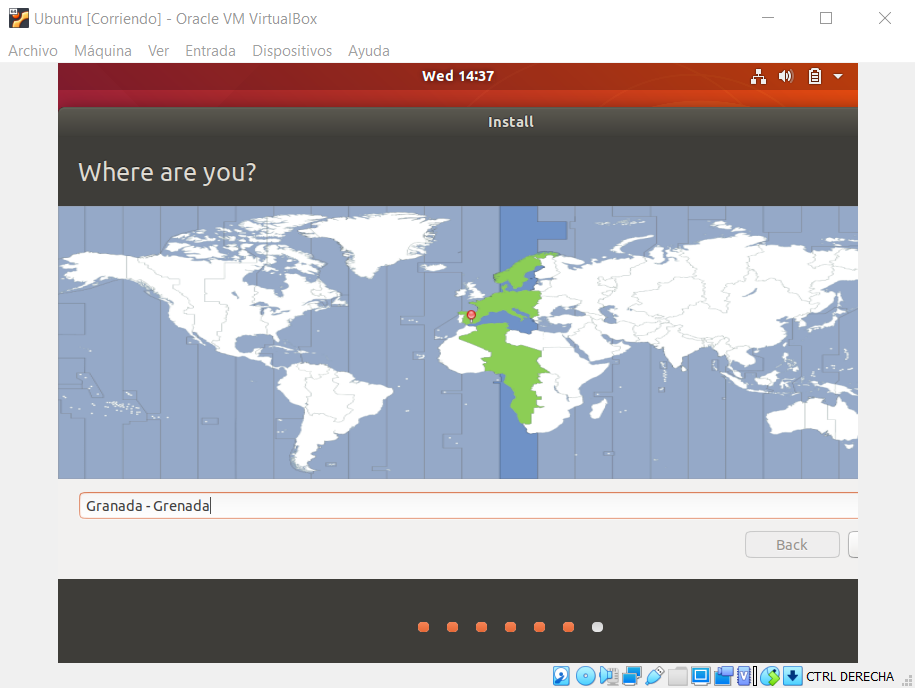 Ubuntu [Corriendo] - Oracle VM VirtualBox
Archivo Máquina Ver Entrada Dispositivos Ayuda
Wed 14:37
Install
Where are you?
Granada - Grenada
Back
CTRL DERECHA